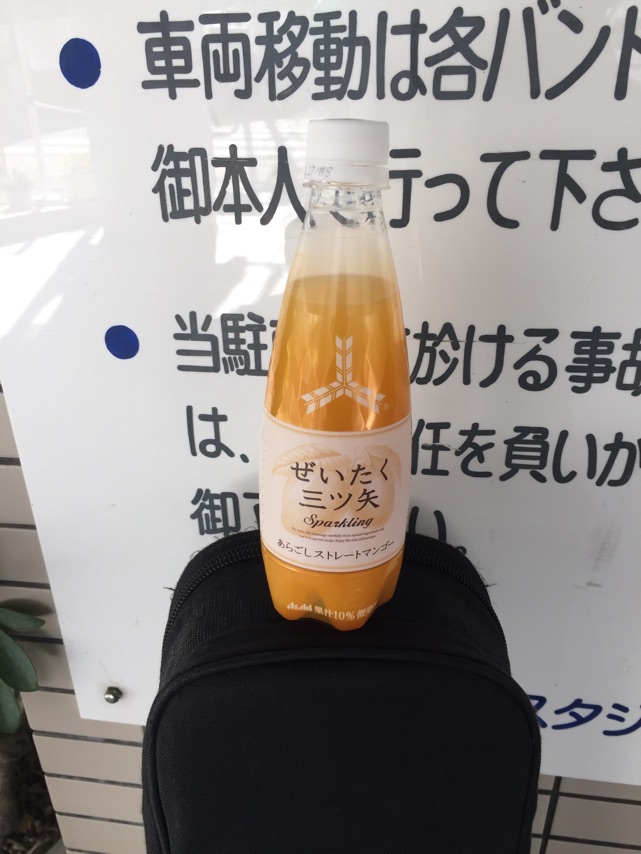 車両移動は各バンド
御本人 行って下さ
当駐 於ける事故
は、 任を負いか
御 い。
スタジ
ぜいたく
三ツ矢
Sparkling
あらごしストレートマンゴー
Asahi 果汁10%